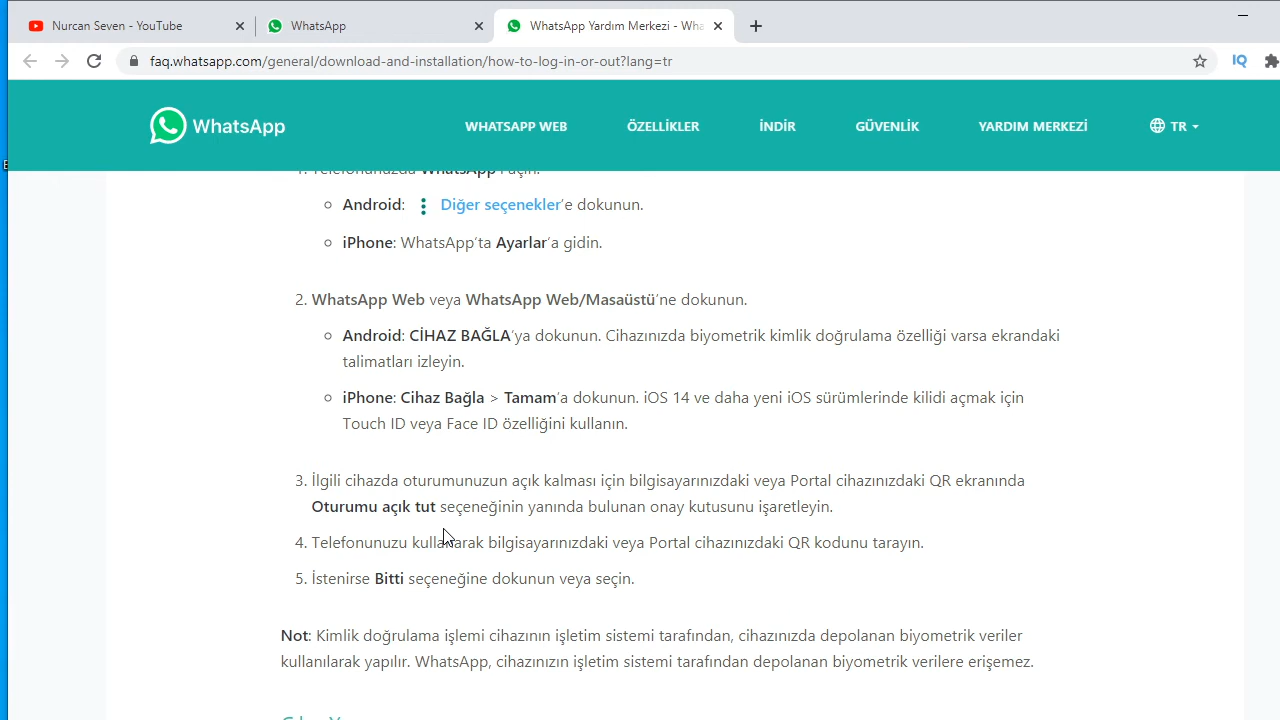 Nurcan Seven - YouTube
WhatsApp
WhatsApp Yardım Merkezi - Wha
faq.whatsapp.com/general/download-and-installation/how-to-log-in-or-out?lang=tr
IQ
WhatsApp
WHATSAPP WEB
ÖZELLİKLER
İNDİR
GÜVENLİK
YARDIM MERKEZİ
TR
1. Telefonunuzda WhatsApp'ı açın.
Android: Diğer seçenekler'e dokunun.
iPhone: WhatsApp'ta Ayarlar'a gidin.
2. WhatsApp Web veya WhatsApp Web/Masaüstü'ne dokunun.
Android: CİHAZ BAĞLA'ya dokunun. Cihazınızda biyometrik kimlik doğrulama özelliği varsa ekrandaki
talimatları izleyin.
iPhone: Cihaz Bağla > Tamam'a dokunun. iOS 14 ve daha yeni iOS sürümlerinde kilidi açmak için
Touch ID veya Face ID özelliğini kullanın.
3. İlgili cihazda oturumunuzun açık kalması için bilgisayarınızdaki veya Portal cihazınızdaki QR ekranında
Oturumu açık tut seçeneğinin yanında bulunan onay kutusunu işaretleyin.
4. Telefonunuzu kullanarak bilgisayarınızdaki veya Portal cihazınızdaki QR kodunu tarayın.
5. İstenirse Bitti seçeneğine dokunun veya seçin.
Not: Kimlik doğrulama işlemi cihazının işletim sistemi tarafından, cihazınızda depolanan biyometrik veriler
kullanılarak yapılır. WhatsApp, cihazınızın işletim sistemi tarafından depolanan biyometrik verilere erişemez.